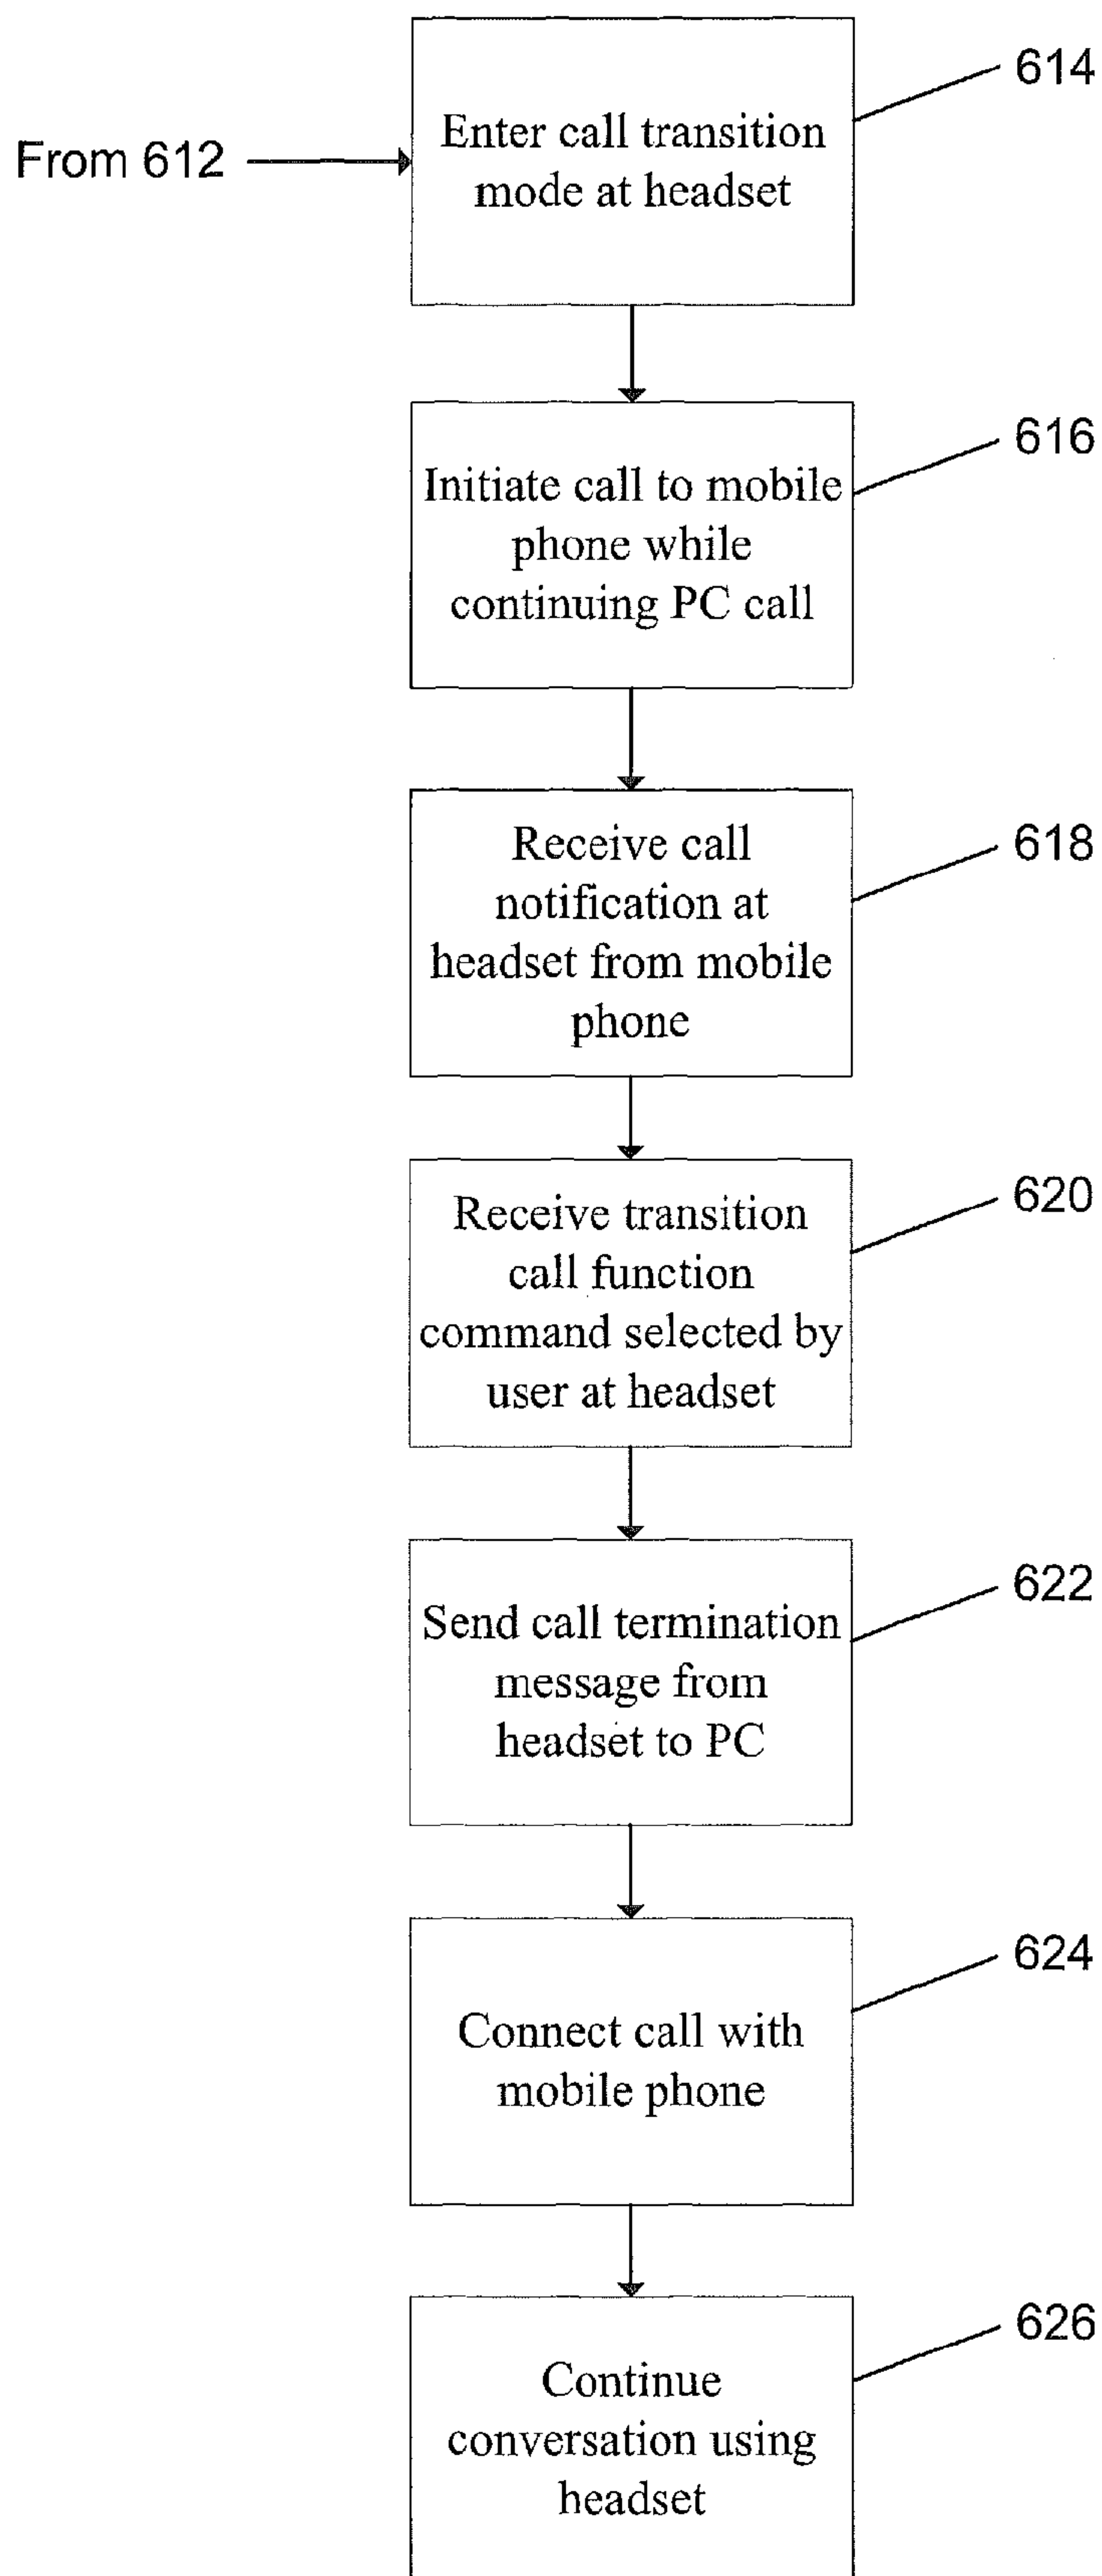 614
From 612
Enter call transition
mode at headset
616
Initiate call to mobile
phone while
continuing PC call
618
Receive call
notification at
headset from mobile
phone
620
Receive transition
call function
command selected by
user at headset
622
Send call termination
message from
headset to PC
624
Connect call with
mobile phone
626
Continue
conversation using
headset